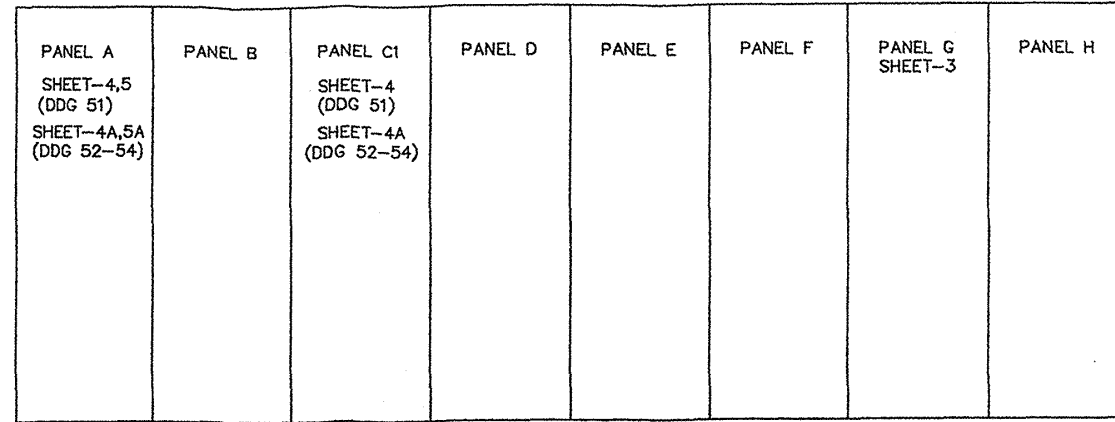 PANEL A
SHEET-4,5
(DDG 51)
SHEET-4A,5A
(DDG 52-54)
PANEL B
PANEL C1
SHEET-4
(DDG 51)
SHEET-4A
(DDG 52-54)
PANEL D
PANEL E
PANEL F
PANEL G
SHEET-3
PANEL H